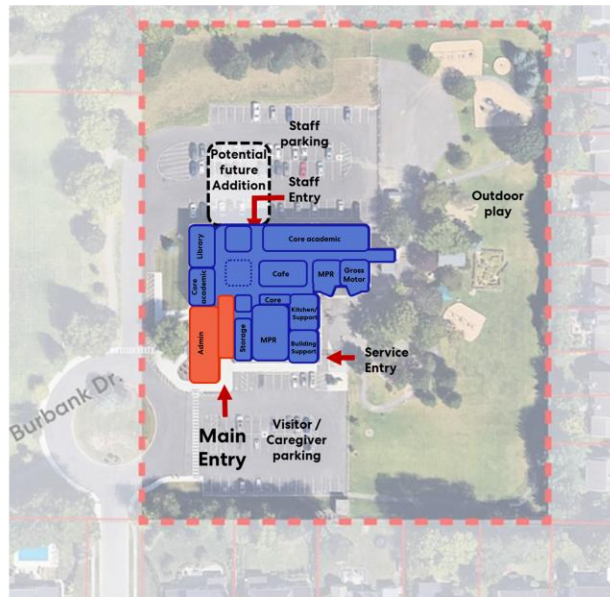 Staff
parking
Potential
future
Addition
Staff
Entry
Outdoor
play
Library
Core academic
Core
academic
Cafe
MPR
Gross
Motor
Care
Kitchen/
Support
Admin
Storage
MPR
Building
Support
Service
Entry
Burbank Dr.
Main
Entry
Visitor /
Caregiver
parking